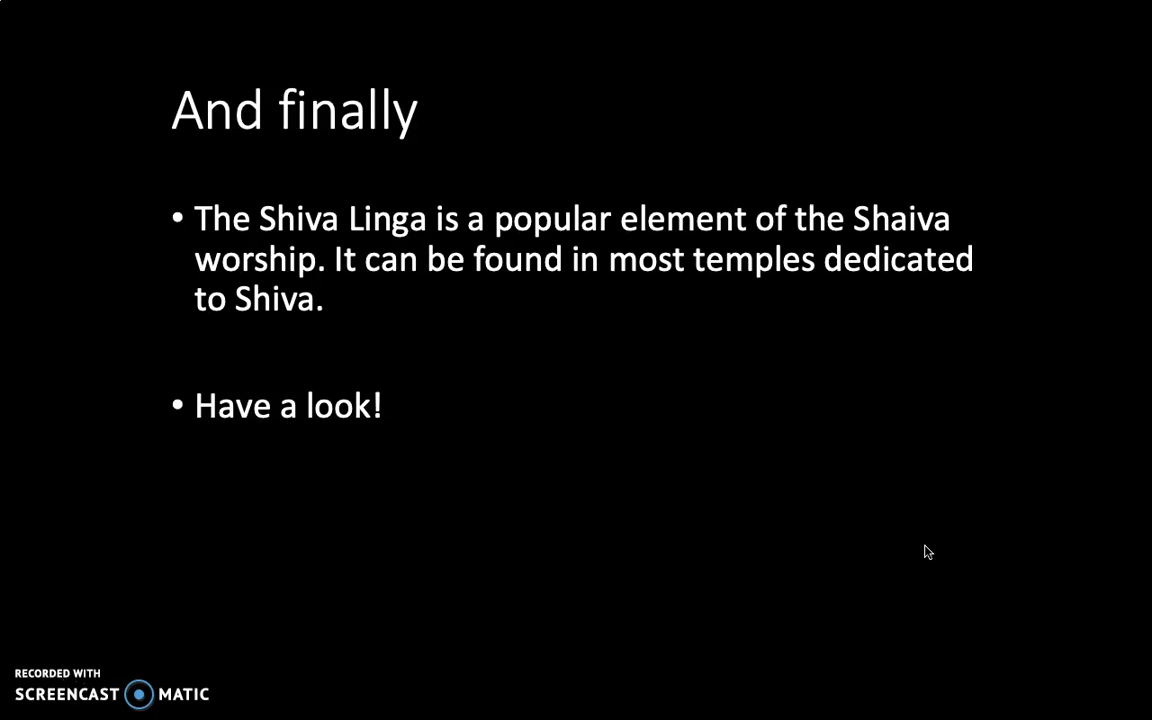 And finally
• The Shiva Linga is a popular element of the Shaiva
worship. It can be found in most temples dedicated
to Shiva.
• Have a look!
RECORDED WITH
SCREENCAST MATIC